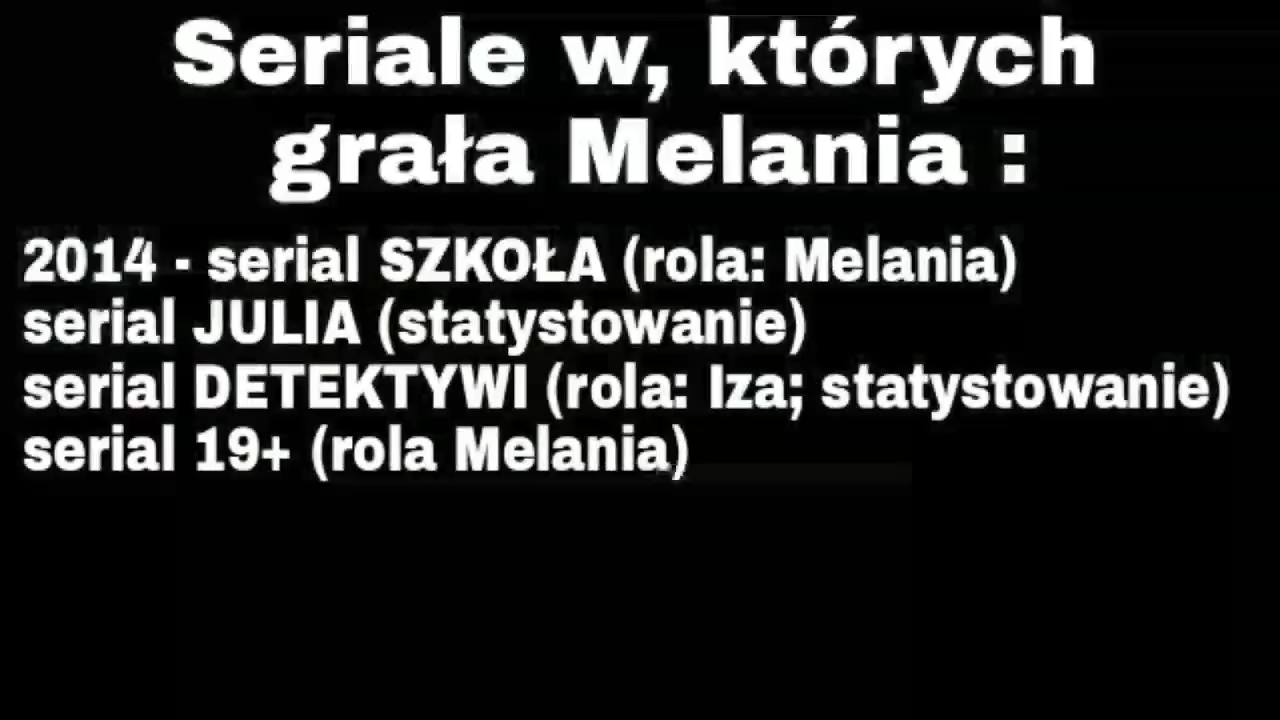 Seriale w, których
grała Melania :
2014 - serial SZKOŁA (rola: Melania)
serial JULIA (statystowanie)
serial DETEKTYWI (rola: Iza; statystowanie)
serial 19+ (rola Melania)